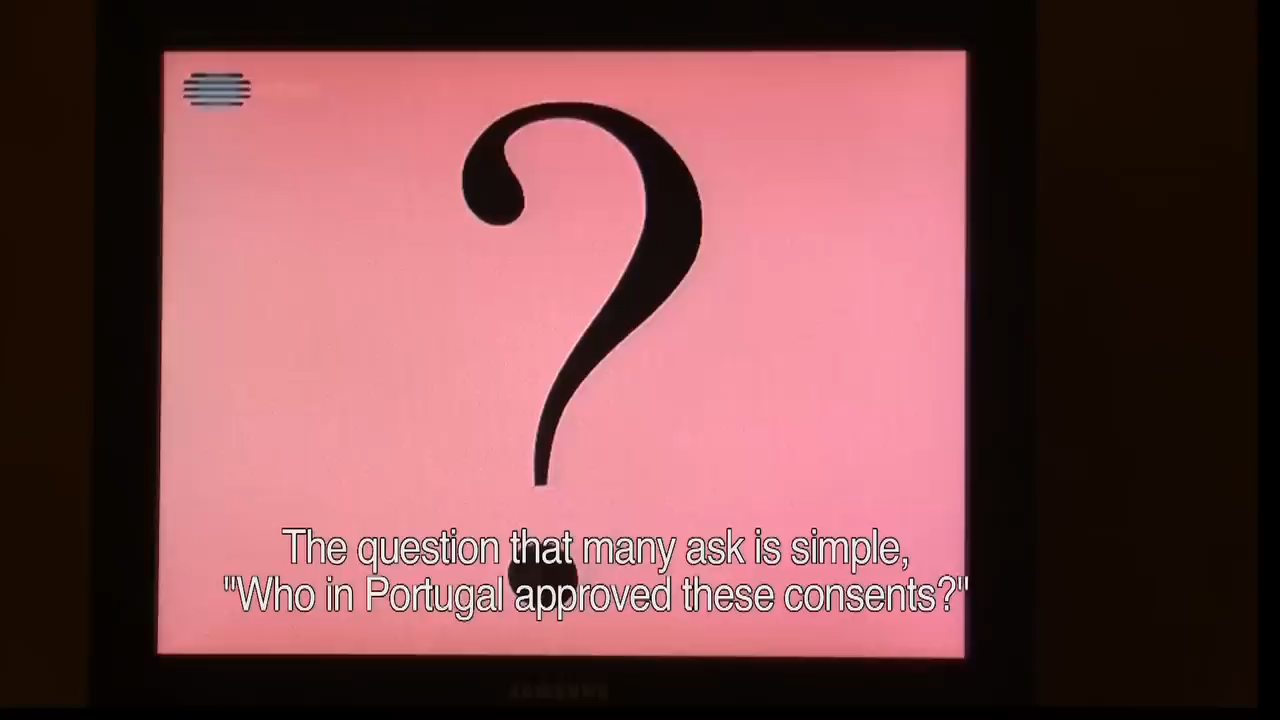 ?
The question that many ask is simple,
"Who in Portugal approved these consents?"